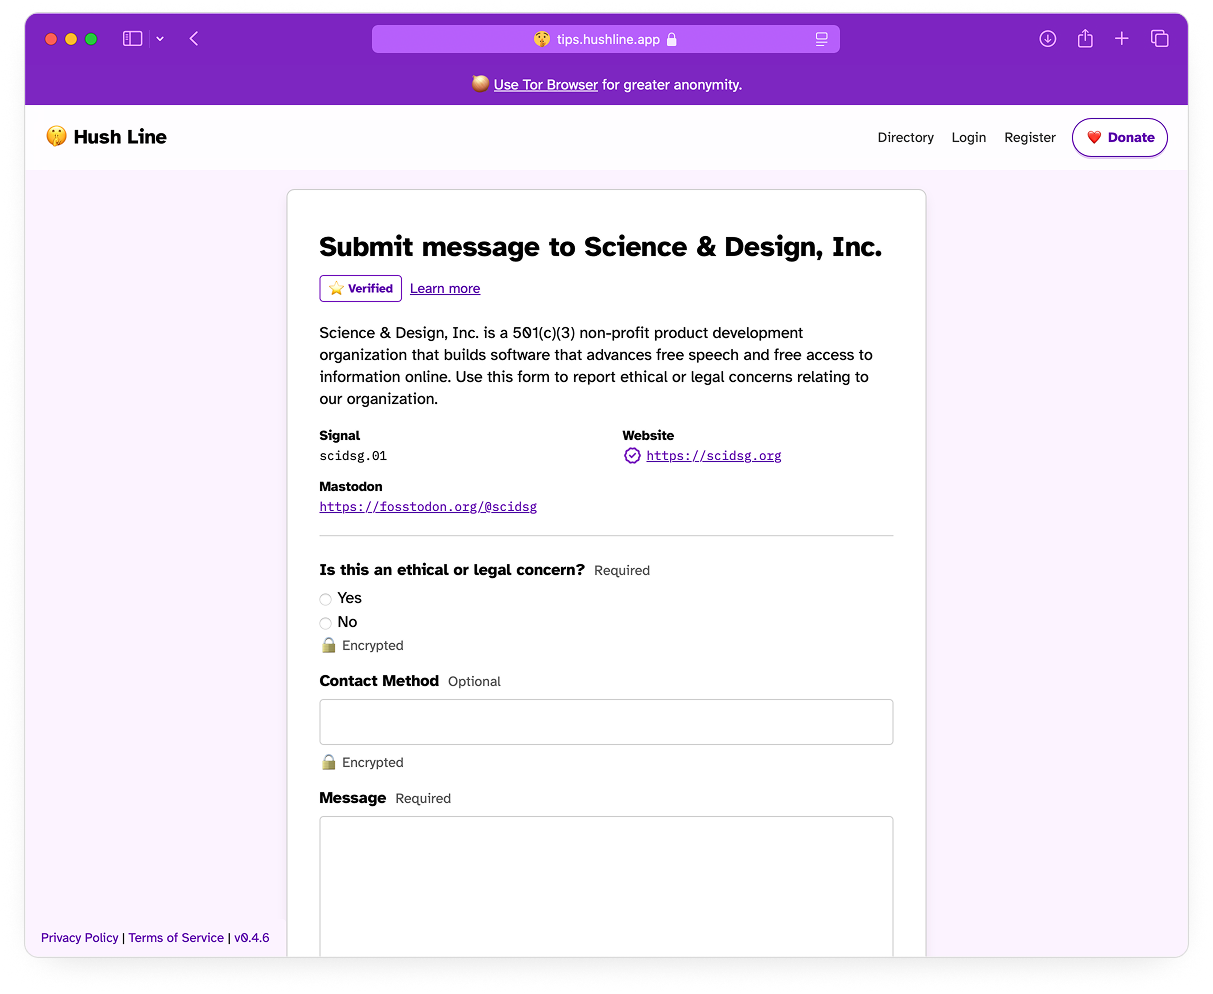 tips.hushline.app
Use Tor Browser for greater anonymity.
Hush Line
Directory Login Register Donate
Submit message to Science & Design, Inc.
Verified Learn more
Science & Design, Inc. is a 501(c)(3) non-profit product development
organization that builds software that advances free speech and free access to
information online. Use this form to report ethical or legal concerns relating to
our organization.
Signal
scidsg.01
Website
https://scidsg.org
Mastodon
https://fosstodon.org/@scidsg
Is this an ethical or legal concern? Required
Yes
No
Encrypted
Contact Method Optional
Encrypted
Message Required
Privacy Policy | Terms of Service | v0.4.6